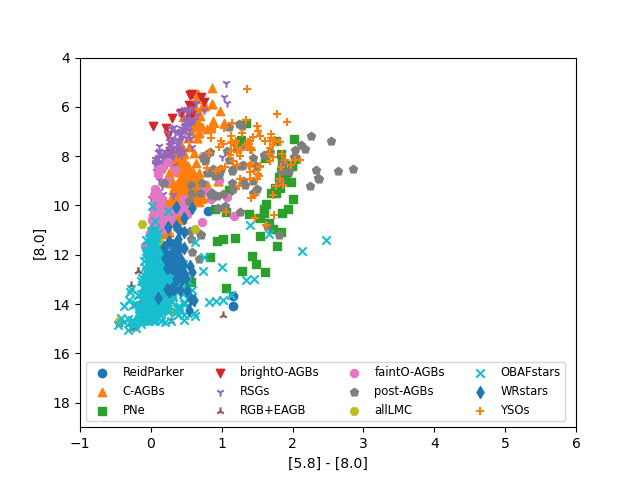 4
6
8
10
12
14
16
18
[8.0]
ReidParker
C-AGBs
PNe
brightO-AGBs
RSGs
RGB+EAGB
faintO-AGBs
post-AGBs
allLMC
OBAFstars
WRstars
YSOs
−1 0 1 2 3 4 5 6
[5.8] - [8.0]